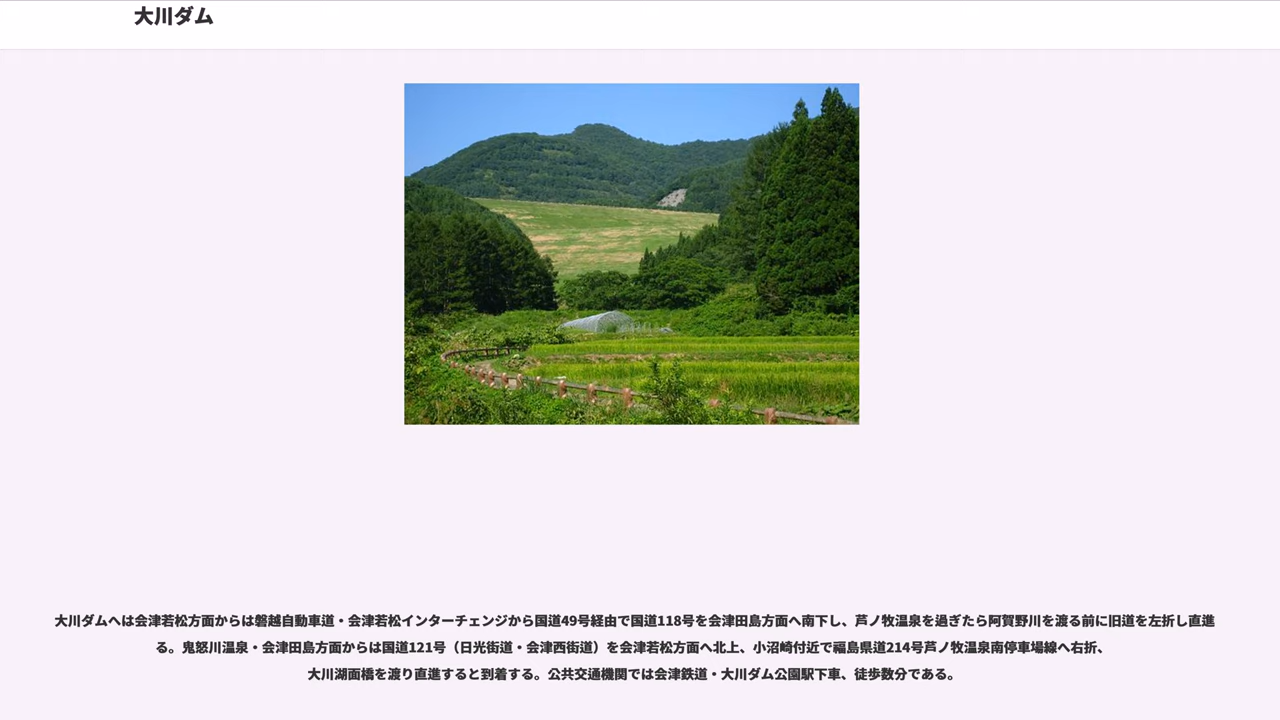 大川ダム
大川ダムへは会津若松方面からは磐越自動車道・会津若松インターチェンジから国道49号経由で国道118号を会津田島方面へ南下し、芦ノ牧温泉を過ぎたら阿賀野川を渡る前に旧道を左折し直進
る。鬼怒川温泉・会津田島方面からは国道121号（日光街道・会津西街道）を会津若松方面へ北上、小沼崎付近で福島県道214号芦ノ牧温泉南停車場線へ右折、
大川湖面橋を渡り直進すると到着する。公共交通機関では会津鉄道・大川ダム公園駅下車、徒歩数分である。